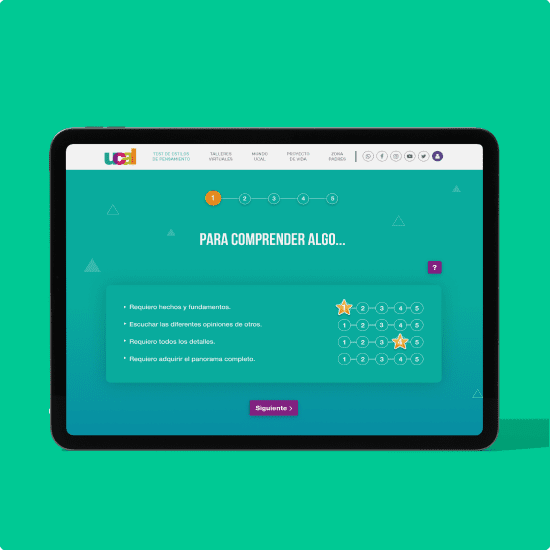 ucal
TEST DE ESTILOS
DE PENSAMIENTO
TALLERES
VIRTUALES
MUNDO
UCAL
PROYECTO
DE VIDA
ZONA
PADRES
1 2 3 4 5
PARA COMPRENDER ALGO...
?
• Requiero hechos y fundamentos. 1 2 3 4 5
• Escuchar las diferentes opiniones de otros. 1 2 3 4 5
• Requiero todos los detalles. 1 2 3 4 5
• Requiero adquirir el panorama completo. 1 2 3 4 5
Siguiente >